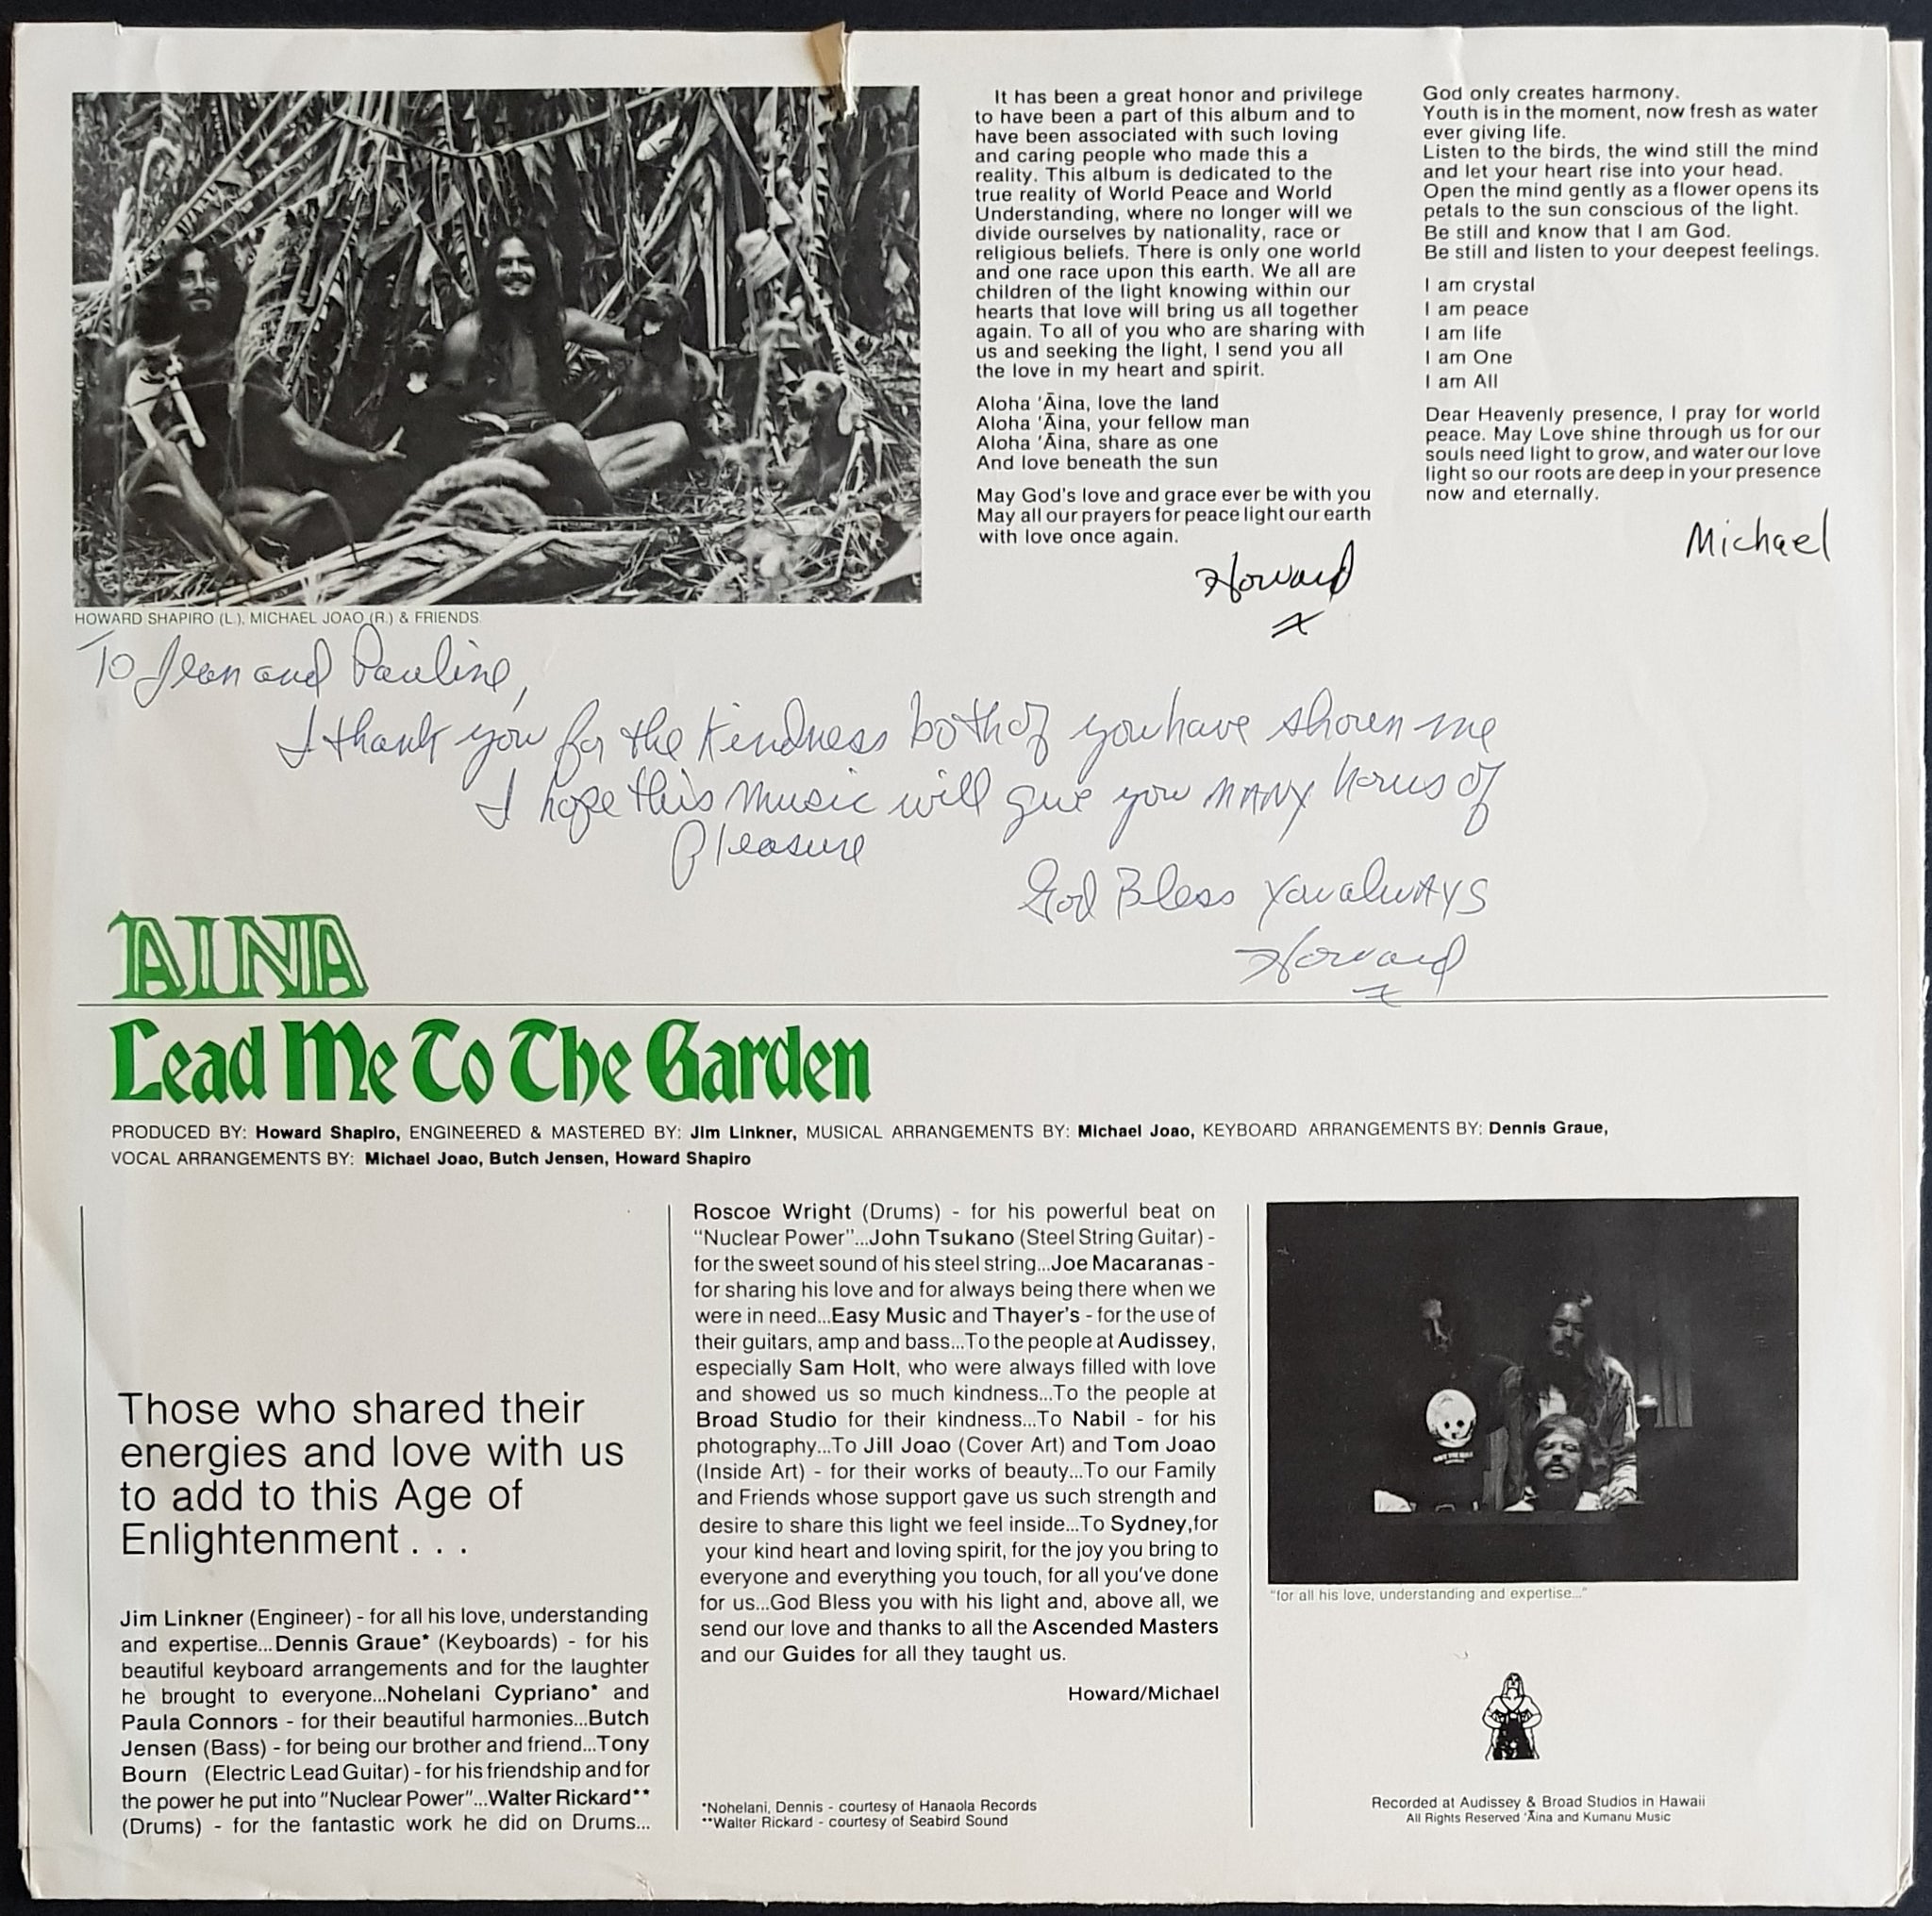 It has been a great honor and privilege
to have been a part of this album and to
have been associated with such loving
and caring people who made this a
reality. This album is dedicated to the
true reality of World Peace and World
Understanding, where no longer will we
divide ourselves by nationality, race or
religious beliefs. There is only one world
and one race upon this earth. We all are
children of the light knowing within our
hearts that love will bring us all together
again. To all of you who are sharing with
us and seeking the light, I send you all
the love in my heart and spirit.
Aloha 'Āina, love the land
Aloha 'Āina, your fellow man
Aloha 'Āina, share as one
And love beneath the sun
May God's love and grace ever be with you
May all our prayers for peace light our earth
with love once again.
Howard
God only creates harmony.
Youth is in the moment, now fresh as water
ever giving life.
Listen to the birds, the wind still the mind
and let your heart rise into your head.
Open the mind gently as a flower opens its
petals to the sun conscious of the light.
Be still and know that I am God.
Be still and listen to your deepest feelings.
I am crystal
I am peace
I am life
I am One
I am All
Dear Heavenly presence, I pray for world
peace. May Love shine through us for our
souls need light to grow, and water our love
light so our roots are deep in your presence
now and eternally.
Michael
HOWARD SHAPIRO (L.), MICHAEL JOAO (R.) & FRIENDS
To Jean and Pauline,
I thank you for the kindness both of you have shown me
I hope this music will give you MANY hours of
pleasure
God Bless You alwAYS
Howard
AINA
Lead Me To The Garden
PRODUCED BY: Howard Shapiro, ENGINEERED & MASTERED BY: Jim Linkner, MUSICAL ARRANGEMENTS BY: Michael Joao, KEYBOARD ARRANGEMENTS BY: Dennis Graue,
VOCAL ARRANGEMENTS BY: Michael Joao, Butch Jensen, Howard Shapiro
Those who shared their
energies and love with us
to add to this Age of
Enlightenment . . .
Jim Linkner (Engineer) - for all his love, understanding
and expertise...Dennis Graue* (Keyboards) - for his
beautiful keyboard arrangements and for the laughter
he brought to everyone...Nohelani Cypriano* and
Paula Connors - for their beautiful harmonies...Butch
Jensen (Bass) - for being our brother and friend...Tony
Bourn (Electric Lead Guitar) - for his friendship and for
the power he put into "Nuclear Power"...Walter Rickard**
(Drums) - for the fantastic work he did on Drums...
Roscoe Wright (Drums) - for his powerful beat on
"Nuclear Power"...John Tsukano (Steel String Guitar) -
for the sweet sound of his steel string...Joe Macaranas -
for sharing his love and for always being there when we
were in need...Easy Music and Thayer's - for the use of
their guitars, amp and bass...To the people at Audissey,
especially Sam Holt, who were always filled with love
and showed us so much kindness...To the people at
Broad Studio for their kindness...To Nabil - for his
photography...To Jill Joao (Cover Art) and Tom Joao
(Inside Art) - for their works of beauty...To our Family
and Friends whose support gave us such strength and
desire to share this light we feel inside...To Sydney,for
your kind heart and loving spirit, for the joy you bring to
everyone and everything you touch, for all you've done
for us...God Bless you with his light and, above all, we
send our love and thanks to all the Ascended Masters
and our Guides for all they taught us.
Howard/Michael
*Nohelani, Dennis - courtesy of Hanaola Records
**Walter Rickard - courtesy of Seabird Sound
"for all his love, understanding and expertise..."
Recorded at Audissey & Broad Studios in Hawaii
All Rights Reserved 'Āina and Kumanu Music